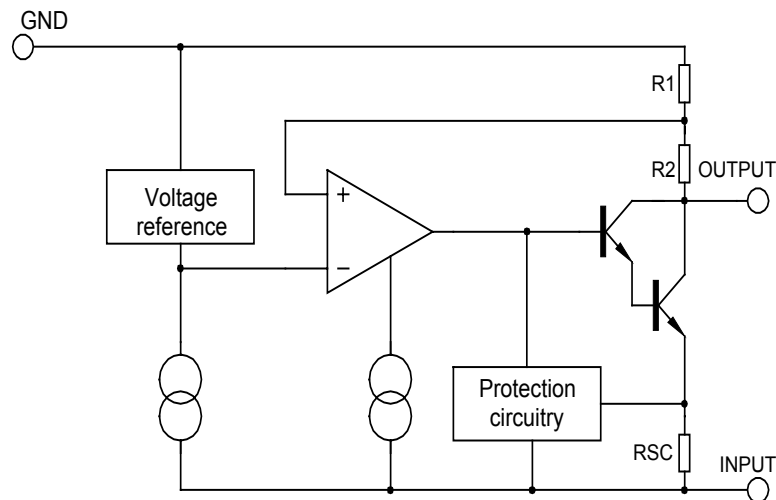 GND
R1
R2
OUTPUT
Voltage
reference
+
−
Protection
circuitry
RSC
INPUT